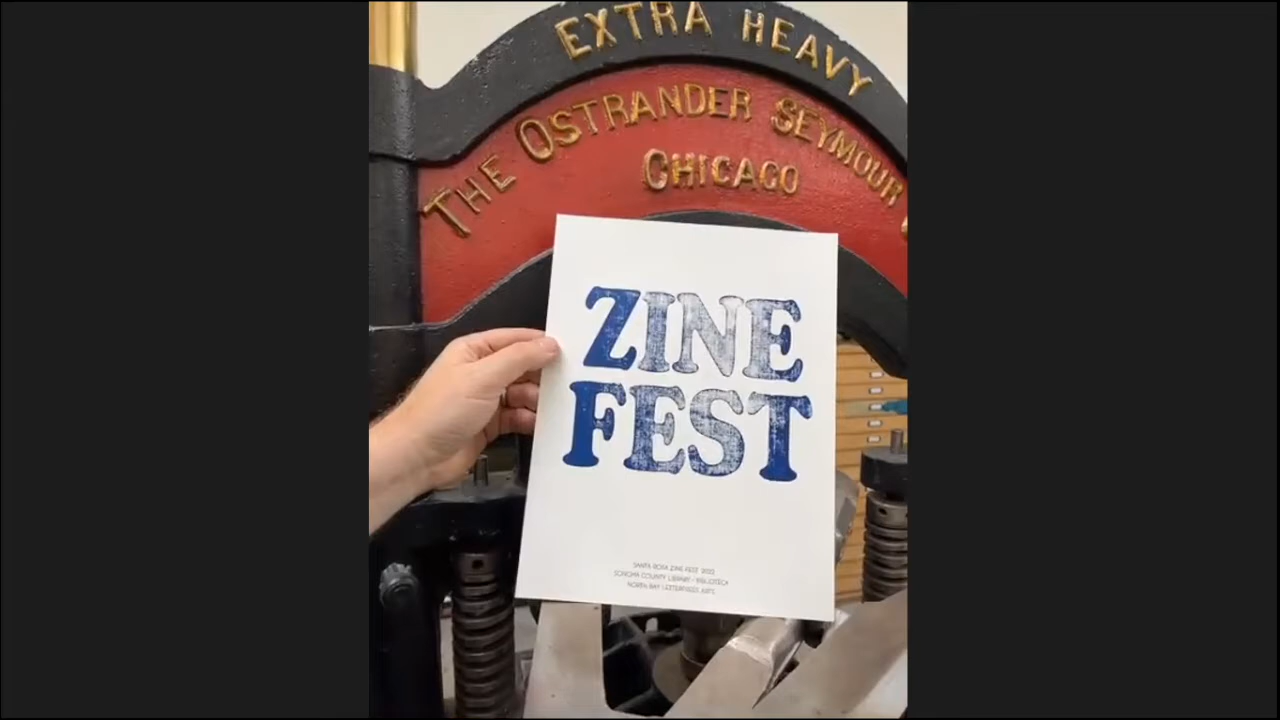 EXTRA HEAVY
THE OSTRANDER SEYMOUR
CHICAGO
ZINE
FEST
SANTA ROSA ZINE FEST 2022
SONOMA COUNTY LIBRARY · BIBLIOTECA
NORTH BAY LETTERPRESS ARTS